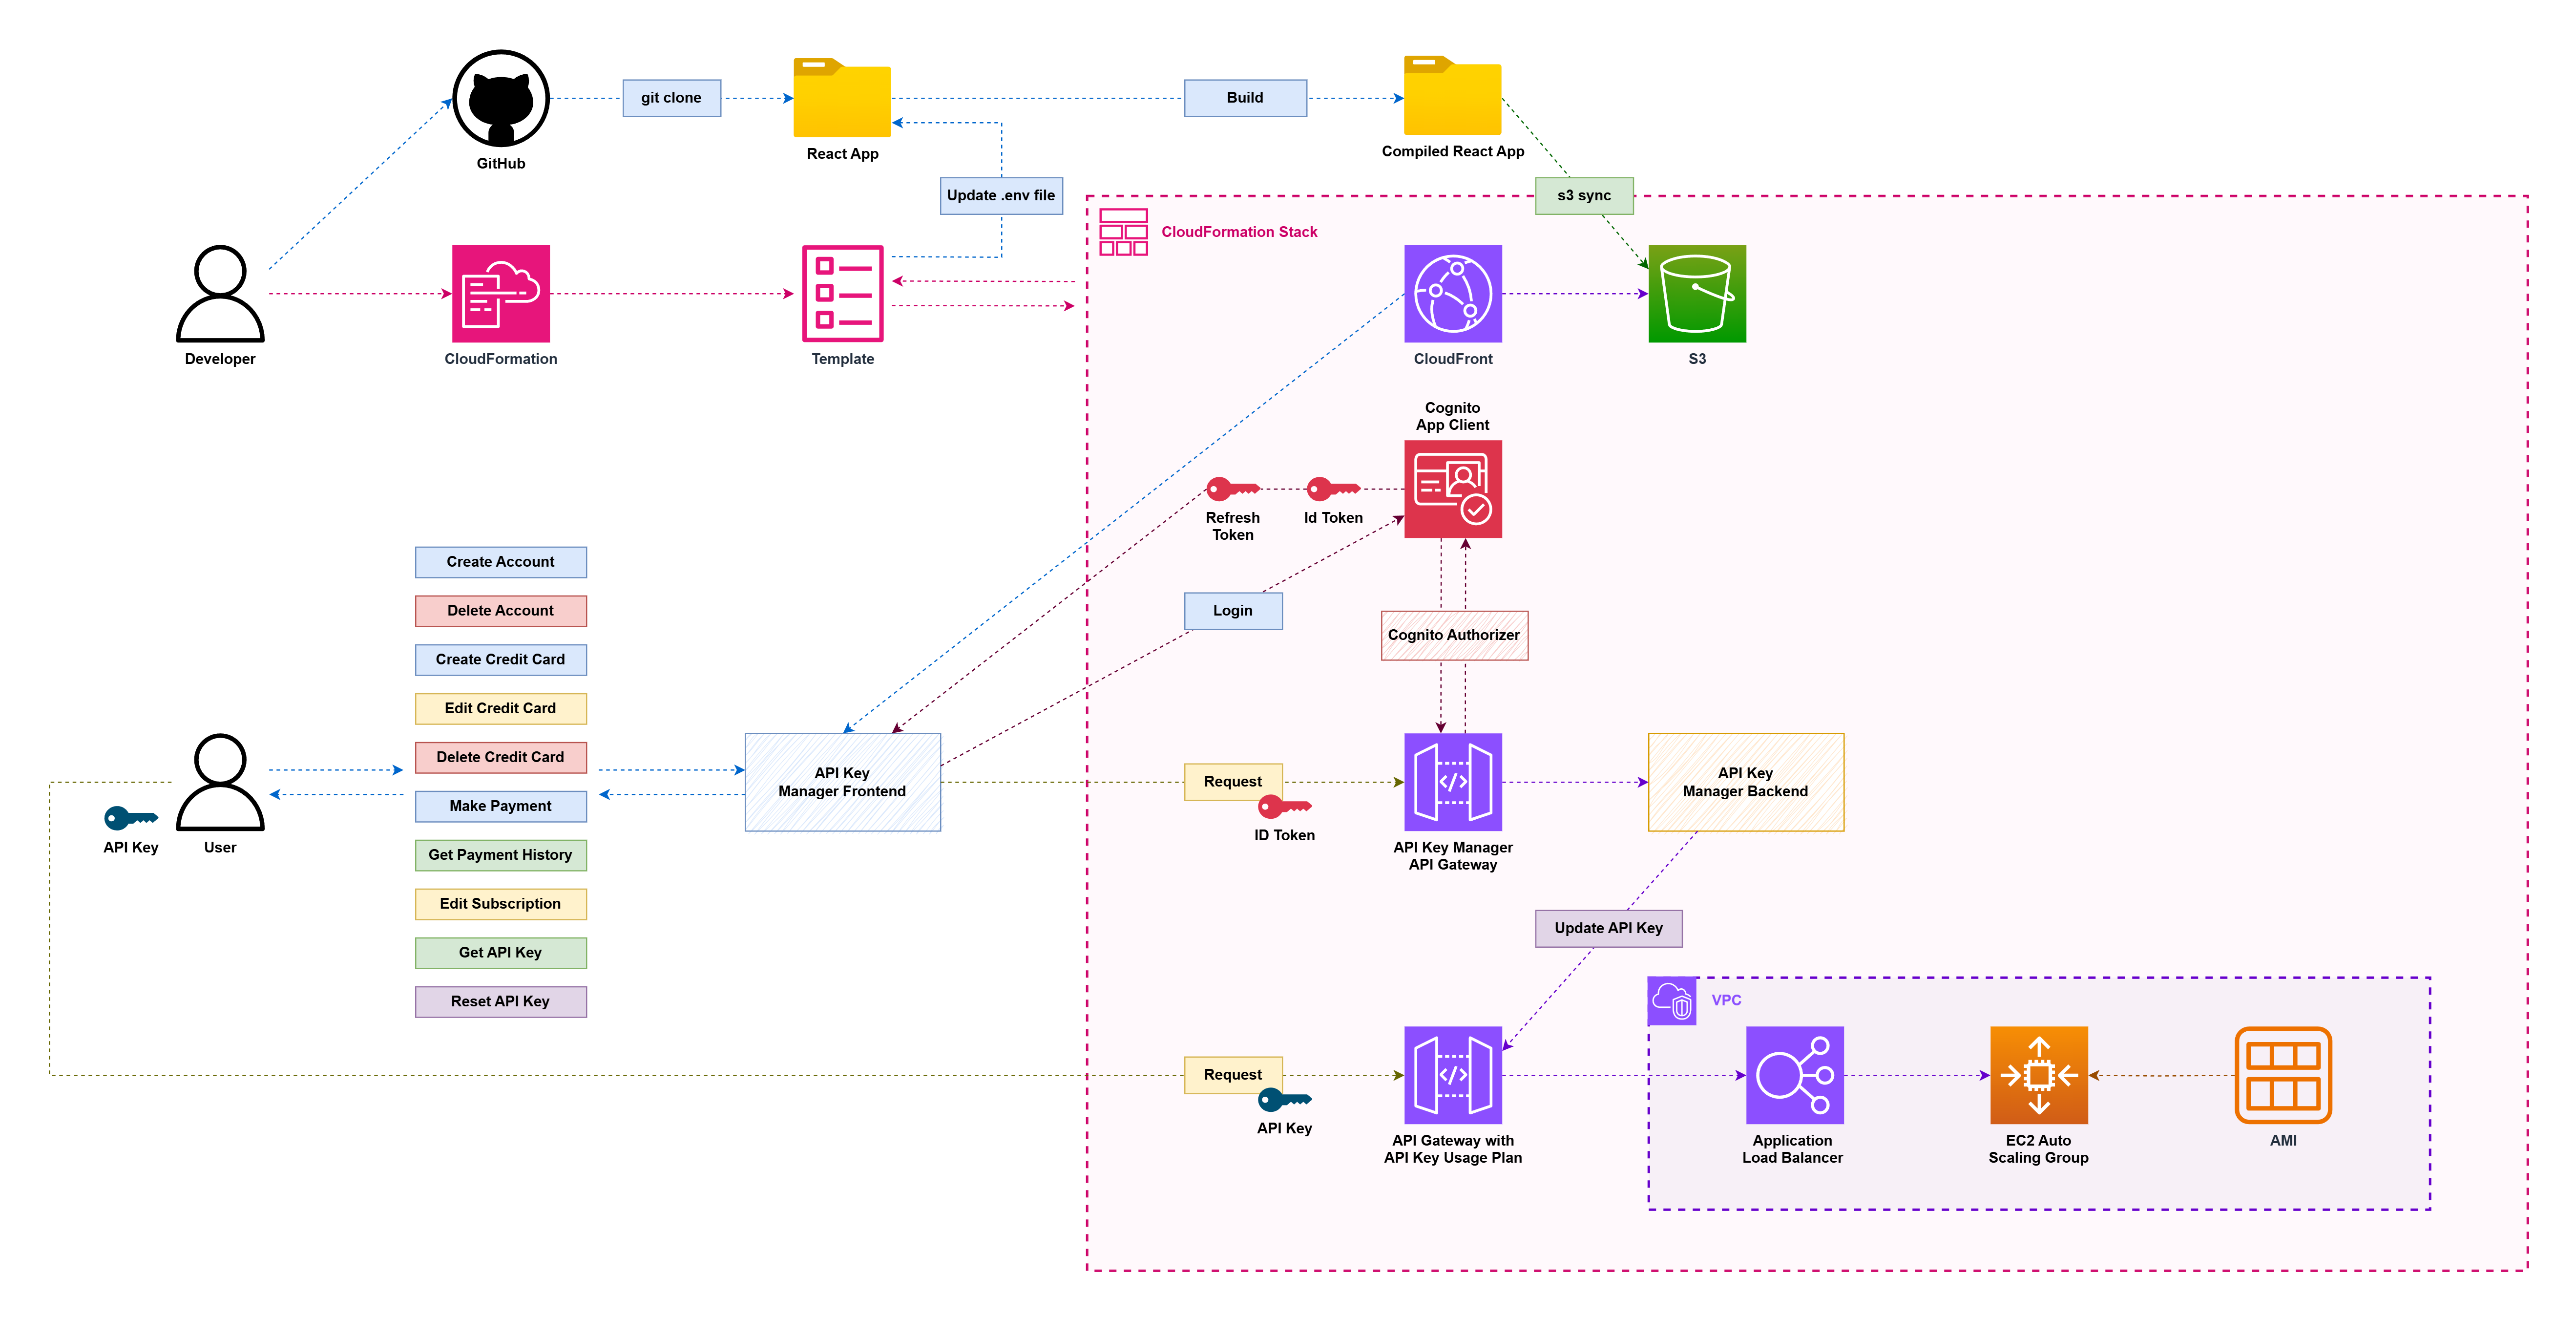 git clone
Build
GitHub
React App
Compiled React App
Update .env file
s3 sync
CloudFormation Stack
Developer
CloudFormation
Template
CloudFront
S3
Cognito
App Client
Refresh
Token
Id Token
Create Account
Delete Account
Login
Cognito Authorizer
Create Credit Card
Edit Credit Card
Delete Credit Card
Make Payment
Get Payment History
Edit Subscription
Get API Key
Reset API Key
API Key
User
API Key
Manager Frontend
Request
ID Token
API Key Manager
API Gateway
API Key
Manager Backend
Update API Key
VPC
Request
API Key
API Gateway with
API Key Usage Plan
Application
Load Balancer
EC2 Auto
Scaling Group
AMI